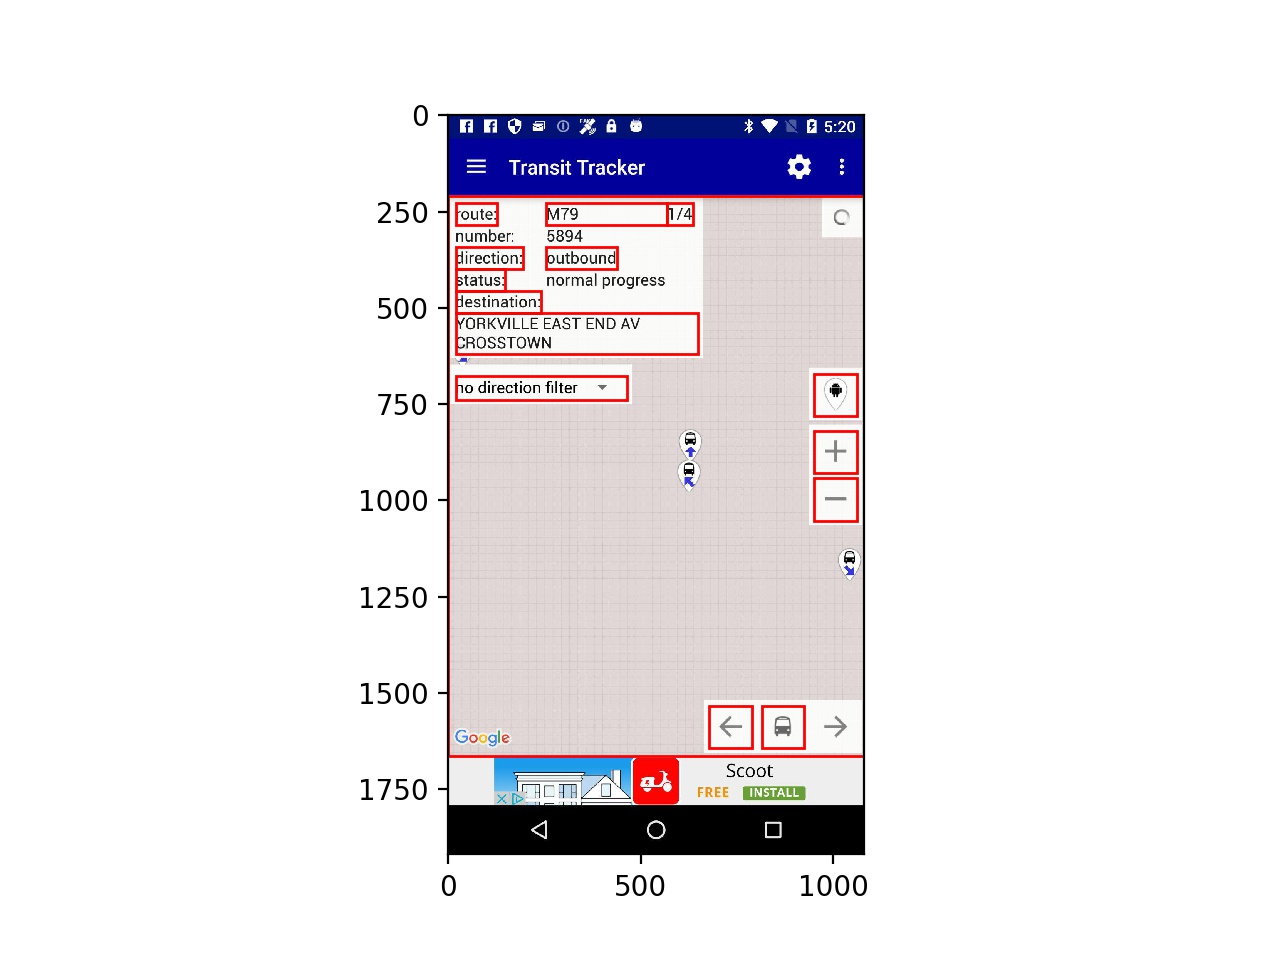 0
250
500
750
1000
1250
1500
1750
5:20
Transit Tracker
route: M79 1/4
number: 5894
direction: outbound
status: normal progress
destination:
YORKVILLE EAST END AV
CROSSTOWN
no direction filter
Google
Scoot
FREE INSTALL
0 500 1000